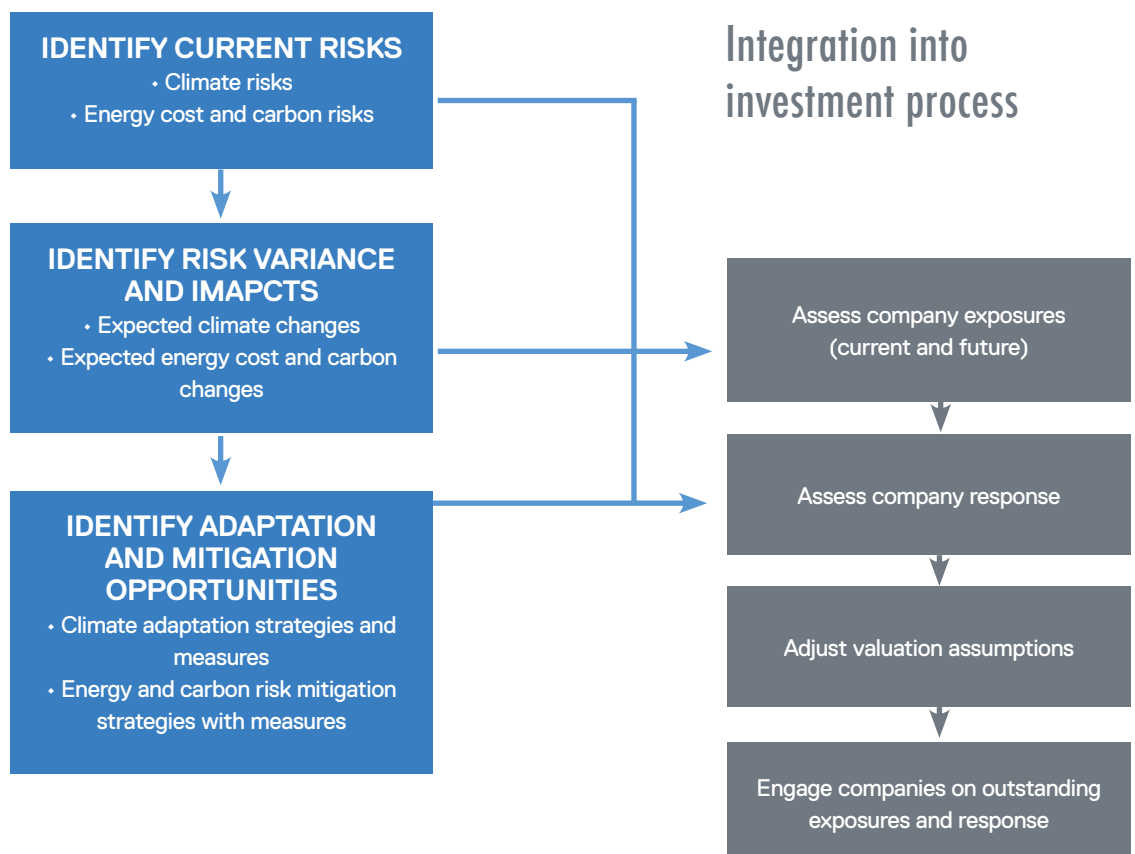 IDENTIFY CURRENT RISKS
• Climate risks
• Energy cost and carbon risks
IDENTIFY RISK VARIANCE
AND IMAPCTS
• Expected climate changes
• Expected energy cost and carbon
changes
IDENTIFY ADAPTATION
AND MITIGATION
OPPORTUNITIES
• Climate adaptation strategies and
measures
• Energy and carbon risk mitigation
strategies with measures
Integration into
investment process
Assess company exposures
(current and future)
Assess company response
Adjust valuation assumptions
Engage companies on outstanding
exposures and response